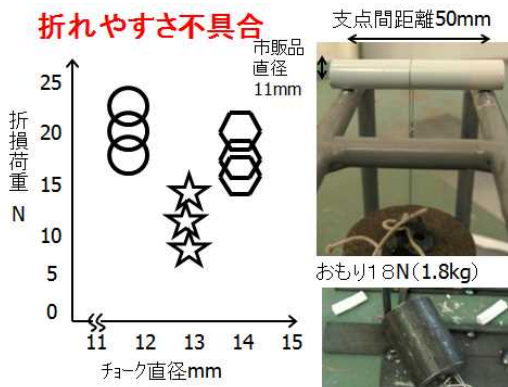 折れやすさ不具合
市販品
直径
11mm
支点間距離50mm
折損荷重
N
25
20
15
10
5
0
11 12 13 14 15
チョーク直径mm
おもり18N(1.8kg)